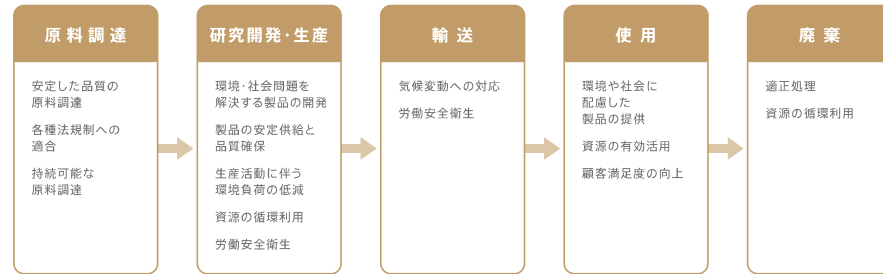 原料調達
安定した品質の
原料調達
各種法規制への
適合
持続可能な
原料調達
研究開発・生産
環境・社会問題を
解決する製品の開発
製品の安定供給と
品質確保
生産活動に伴う
環境負荷の低減
資源の循環利用
労働安全衛生
輸送
気候変動への対応
労働安全衛生
使用
環境や社会に
配慮した
製品の提供
資源の有効活用
顧客満足度の向上
廃棄
適正処理
資源の循環利用